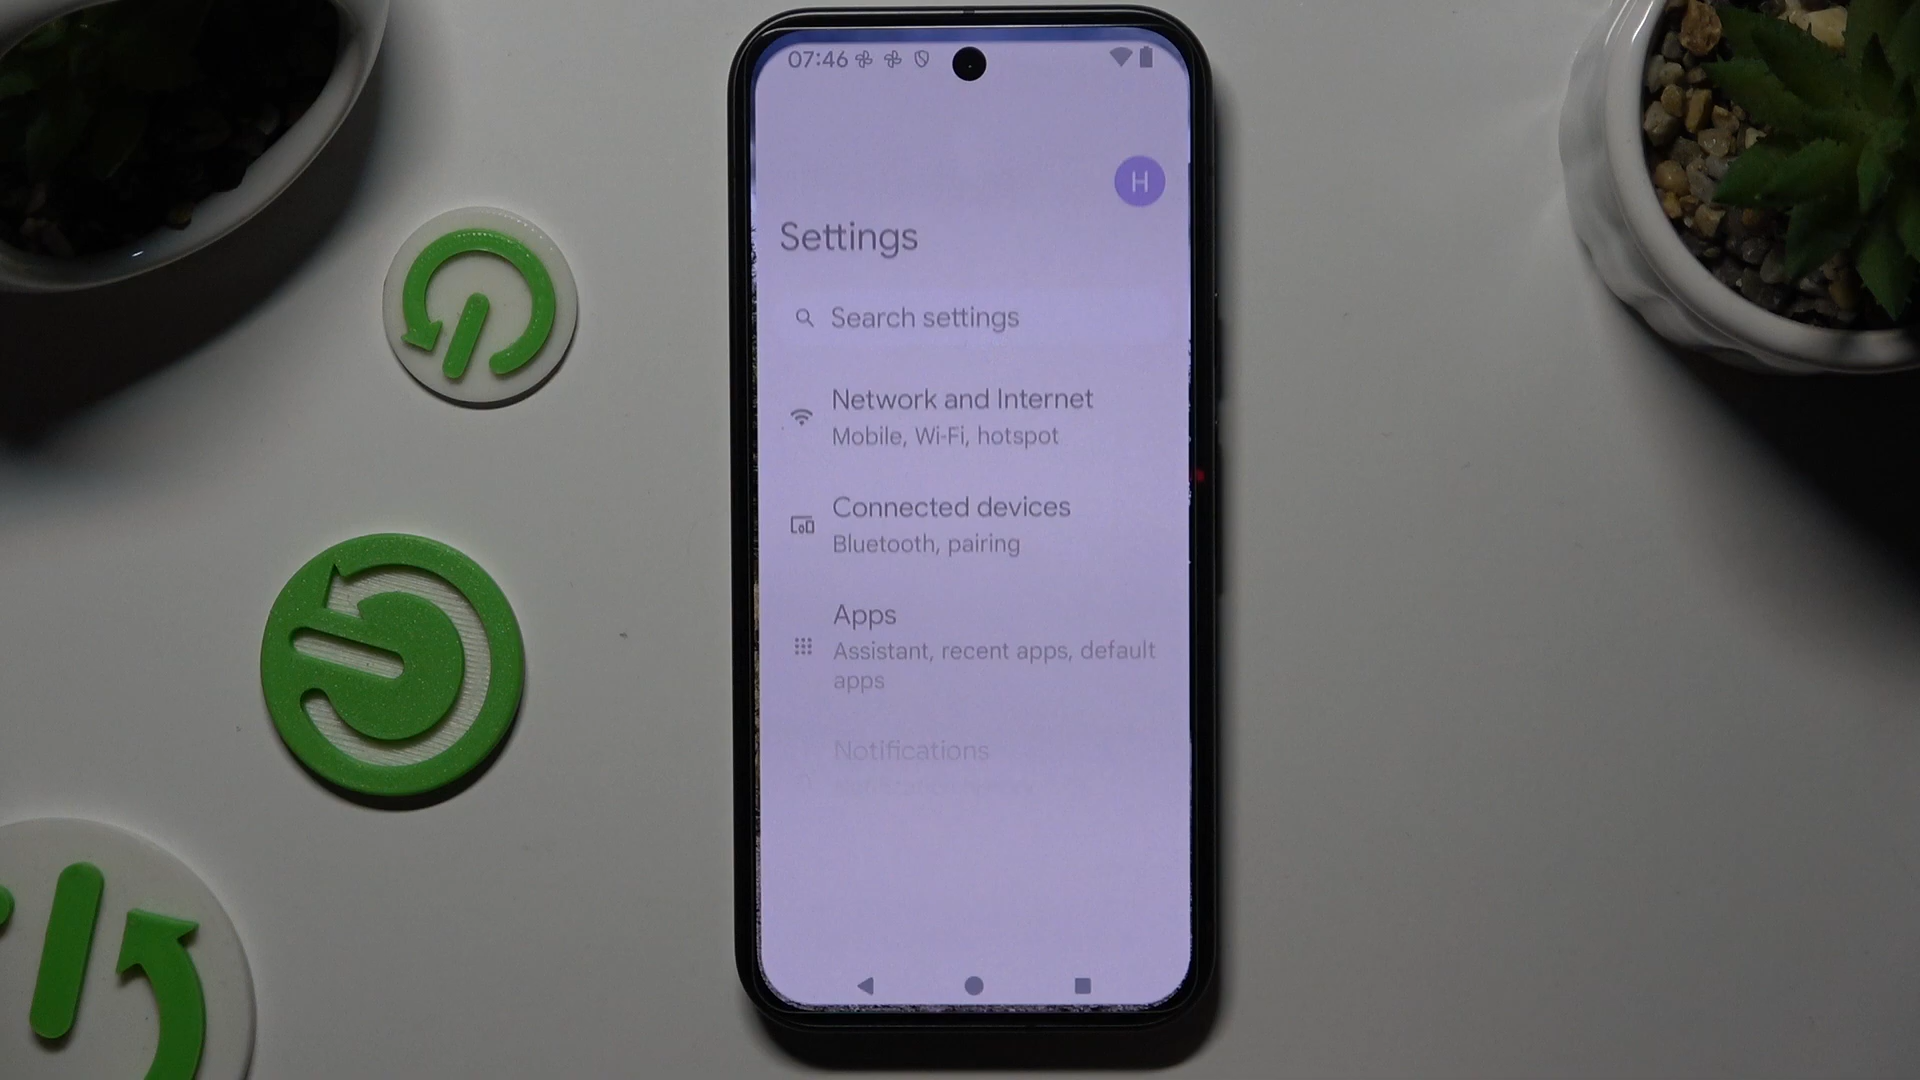 07:46
H
Settings
Search settings
Network and Internet
Mobile, Wi-Fi, hotspot
Connected devices
Bluetooth, pairing
Apps
Assistant, recent apps, default
apps
Notifications